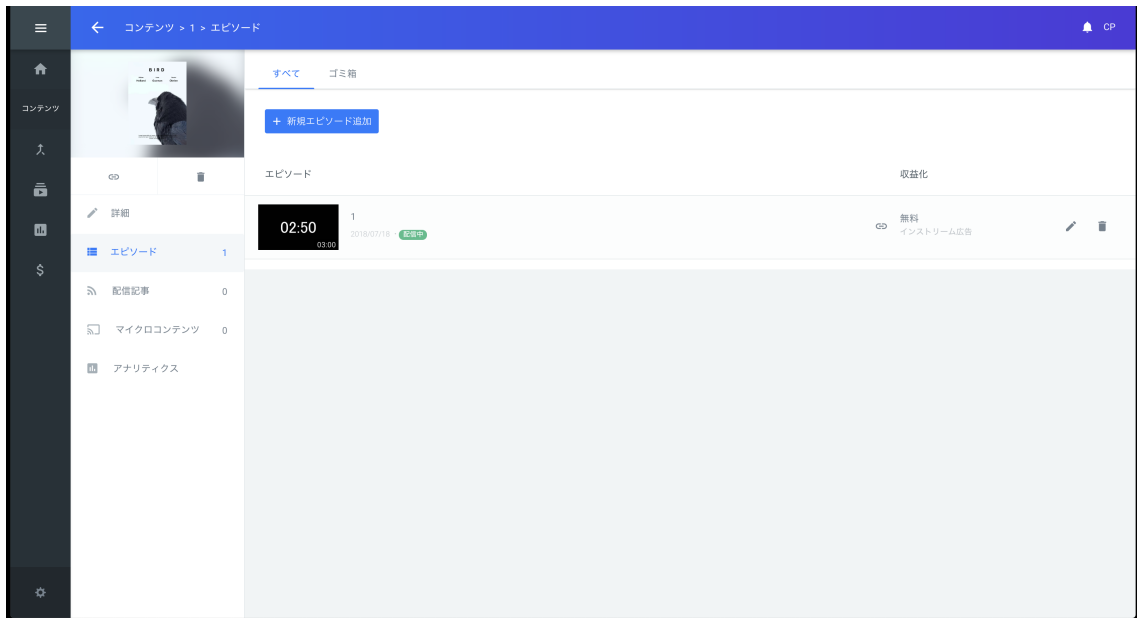 コンテンツ > 1 > エピソード
CP
コンテンツ
BIRD
すべて
ゴミ箱
+ 新規エピソード追加
エピソード
収益化
詳細
エピソード 1
配信記事 0
マイクロコンテンツ 0
アナリティクス
02:50
03:00
1
2018/07/18 · 配信中
無料
インストリーム広告